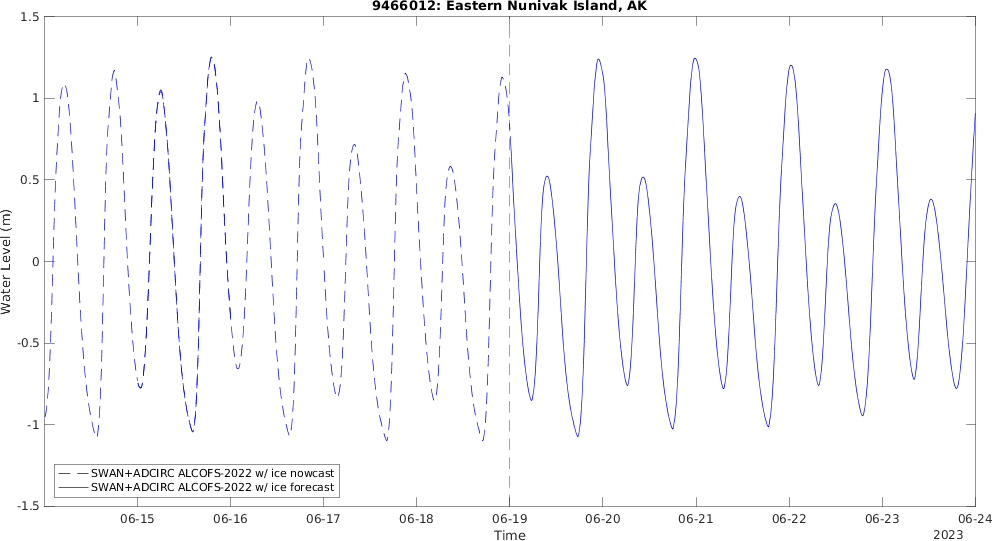 9466012: Eastern Nunivak Island, AK
1.5
1
0.5
0
-0.5
-1
-1.5
Water Level (m)
SWAN+ADCIRC ALCOFS-2022 w/ ice nowcast
SWAN+ADCIRC ALCOFS-2022 w/ ice forecast
06-15 06-16 06-17 06-18 06-19 06-20 06-21 06-22 06-23 06-24
Time
2023